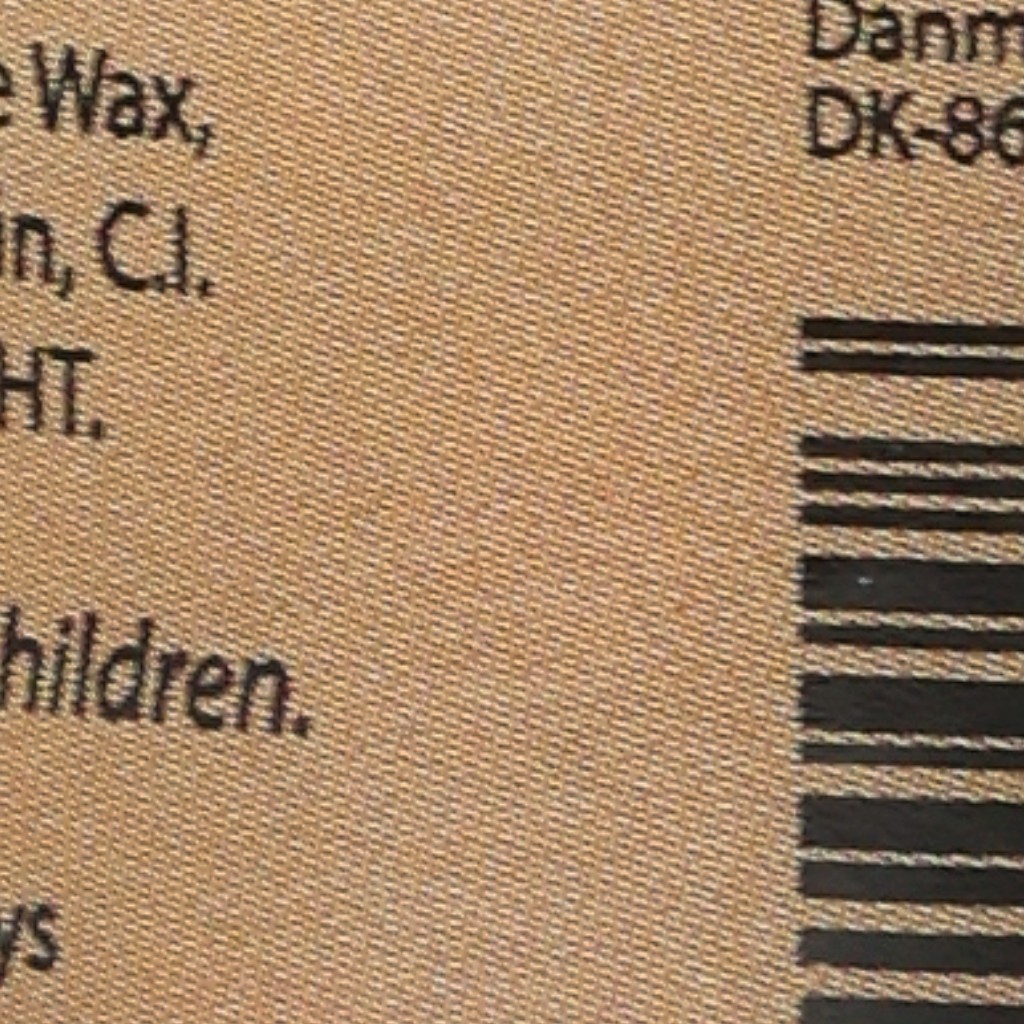 e Wax,
in, C.I.
HT.
hildren.
ys
Danm
DK-86